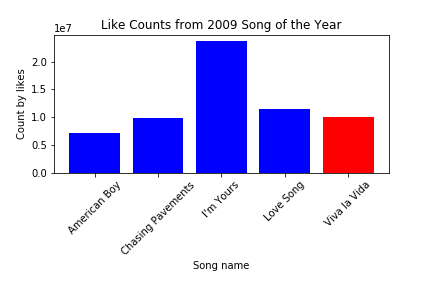 Like Counts from 2009 Song of the Year
1e7
Count by likes
2.0
1.5
1.0
0.5
0.0
American Boy
Chasing Pavements
I'm Yours
Love Song
Viva la Vida
Song name